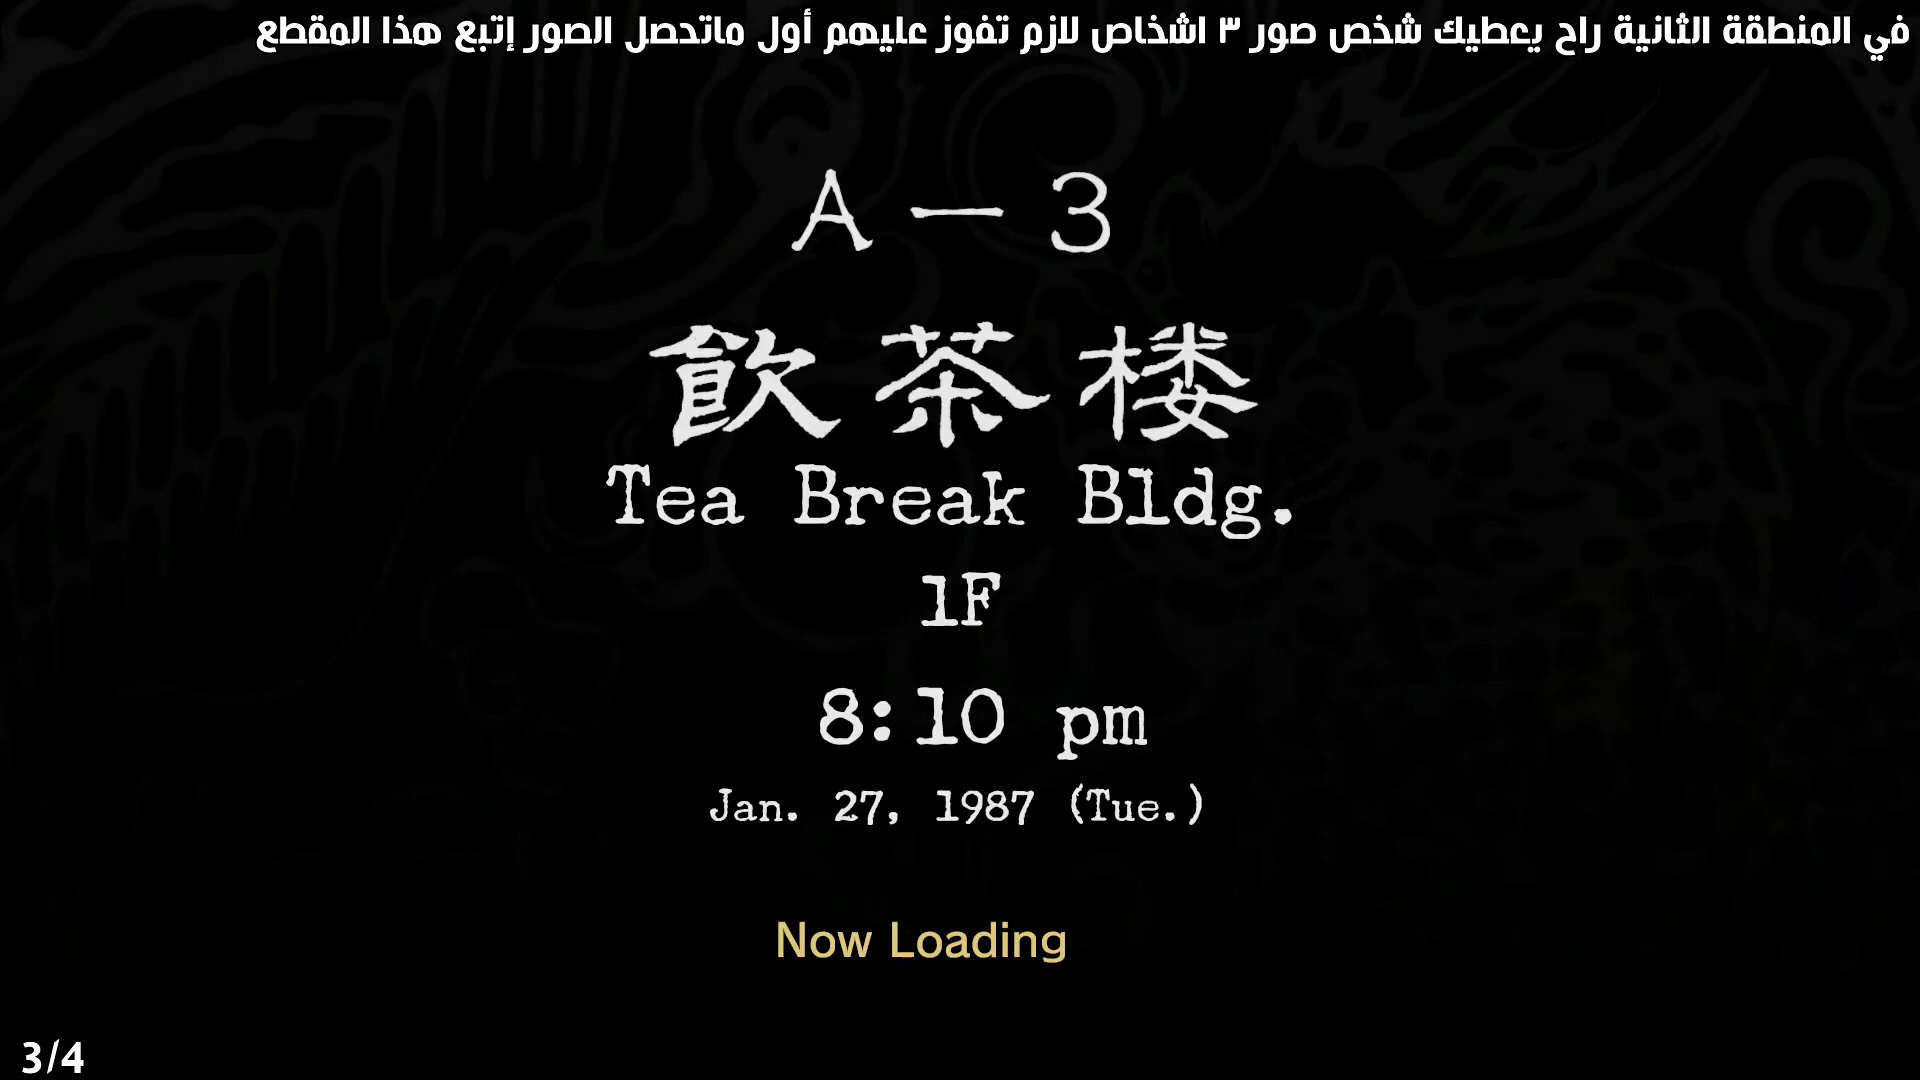 في المنطقة الثانية راح يعطيك شخص صور ٣ اشخاص لازم تفوز عليهم أول ماتحصل الصور إتبع هذا المقطع
A－3
飲茶楼
Tea Break Bldg.
1F
8:10 pm
Jan. 27, 1987 (Tue.)
Now Loading
3/4